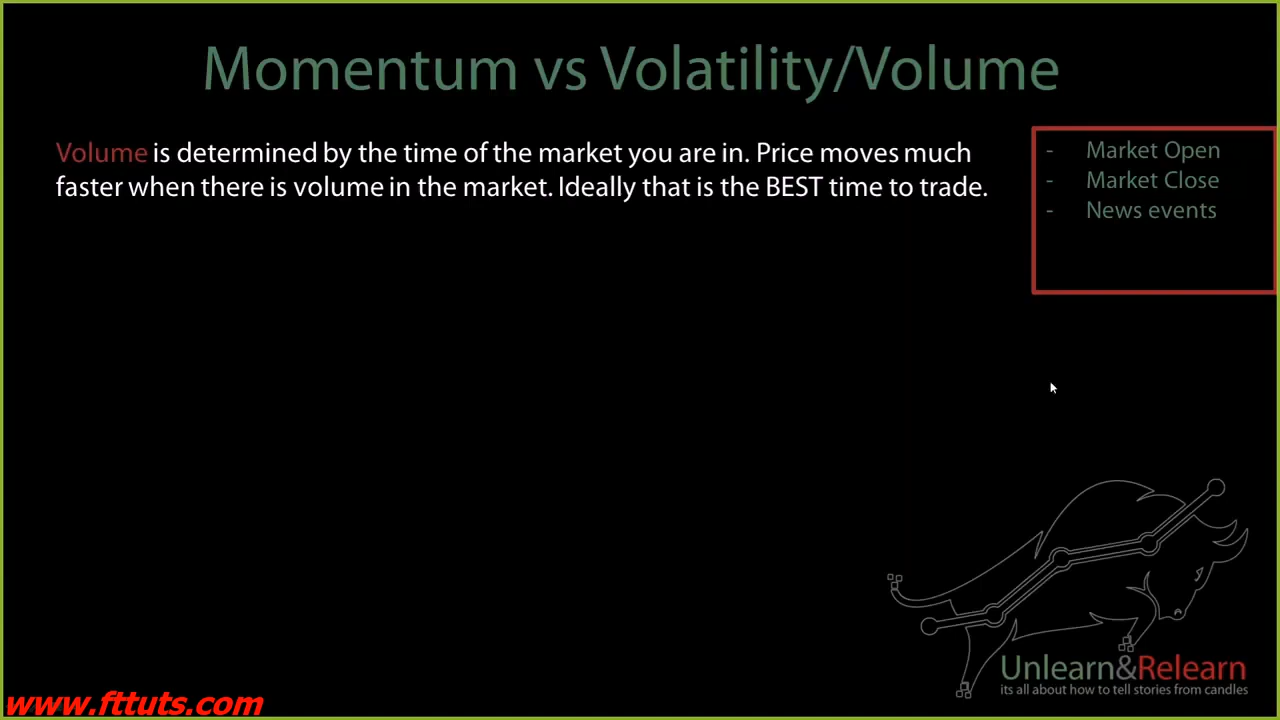 Momentum vs Volatility/Volume
Volume is determined by the time of the market you are in. Price moves much
faster when there is volume in the market. Ideally that is the BEST time to trade.
- Market Open
- Market Close
- News events
Unlearn&Relearn
its all about how to tell stories from candles
www.fttuts.com